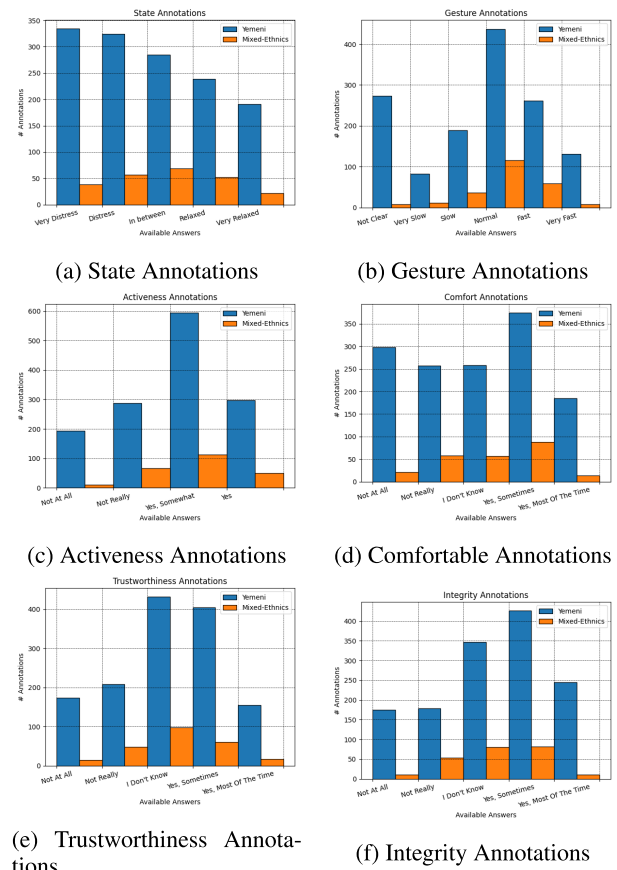 State Annotations
Gesture Annotations
350
300
250
200
150
100
50
0
# Annotations
Yemeni
Mixed-Ethnics
Very Distress Distress In between Relaxed Very Relaxed
Available Answers
400
300
200
100
0
# Annotations
Yemeni
Mixed-Ethnics
Not Clear Very Slow Slow Normal Fast Very Fast
Available Answers
(a) State Annotations
(b) Gesture Annotations
Activeness Annotations
600
500
400
300
200
100
0
# Annotations
Yemeni
Mixed-Ethnics
Not At All Not Really Yes, Somewhat Yes
Available Answers
Comfort Annotations
350
300
250
200
150
100
50
0
# Annotations
Yemeni
Mixed-Ethnics
Not At All Not Really I Don't Know Yes, Sometimes Yes, Most Of The Time
Available Answers
(c) Activeness Annotations
(d) Comfortable Annotations
Trustworthiness Annotations
400
300
200
100
0
# Annotations
Yemeni
Mixed-Ethnics
Not At All Not Really I Don't Know Yes, Sometimes Yes, Most Of The Time
Available Answers
Integrity Annotations
400
350
300
250
200
150
100
50
0
# Annotations
Yemeni
Mixed-Ethnics
Not At All Not Really I Don't Know Yes, Sometimes Yes, Most Of The Time
Available Answers
(e) Trustworthiness Annota-
tions
(f) Integrity Annotations